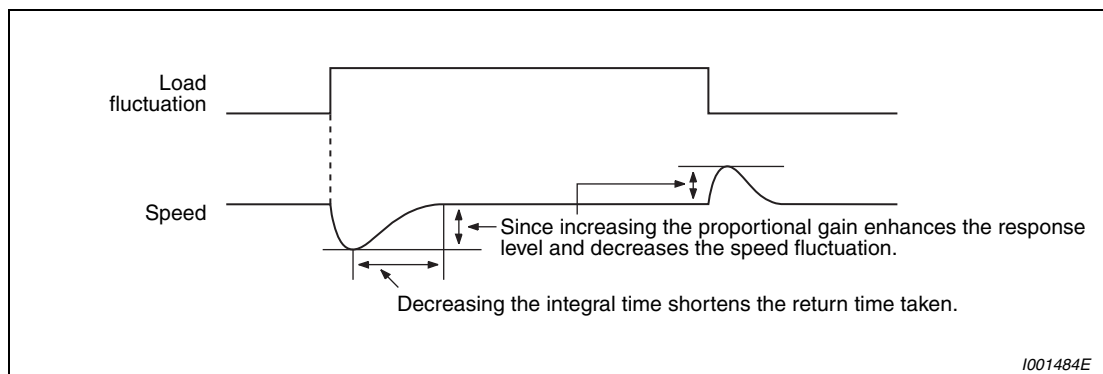 Load
fluctuation
Speed
Since increasing the proportional gain enhances the response
level and decreases the speed fluctuation.
Decreasing the integral time shortens the return time taken.
I001484E